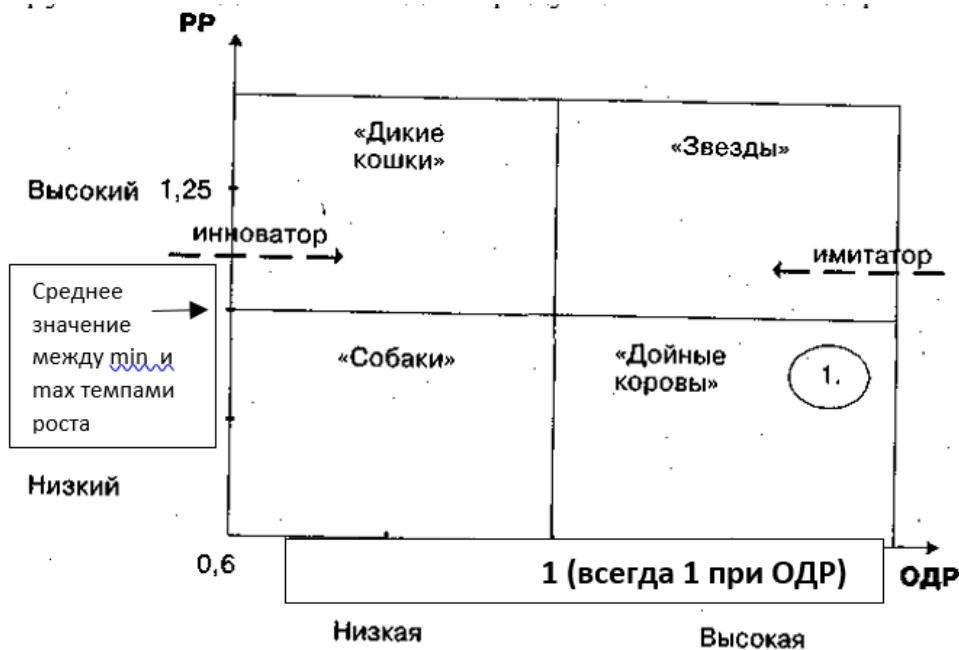 РР
«Дикие
кошки»
«Звезды»
Высокий 1,25
инноватор
имитатор
Среднее
значение
между min и
max темпами
роста
«Собаки»
«Дойные
коровы»
1.
Низкий
0,6
1 (всегда 1 при ОДР)
ОДР
Низкая
Высокая